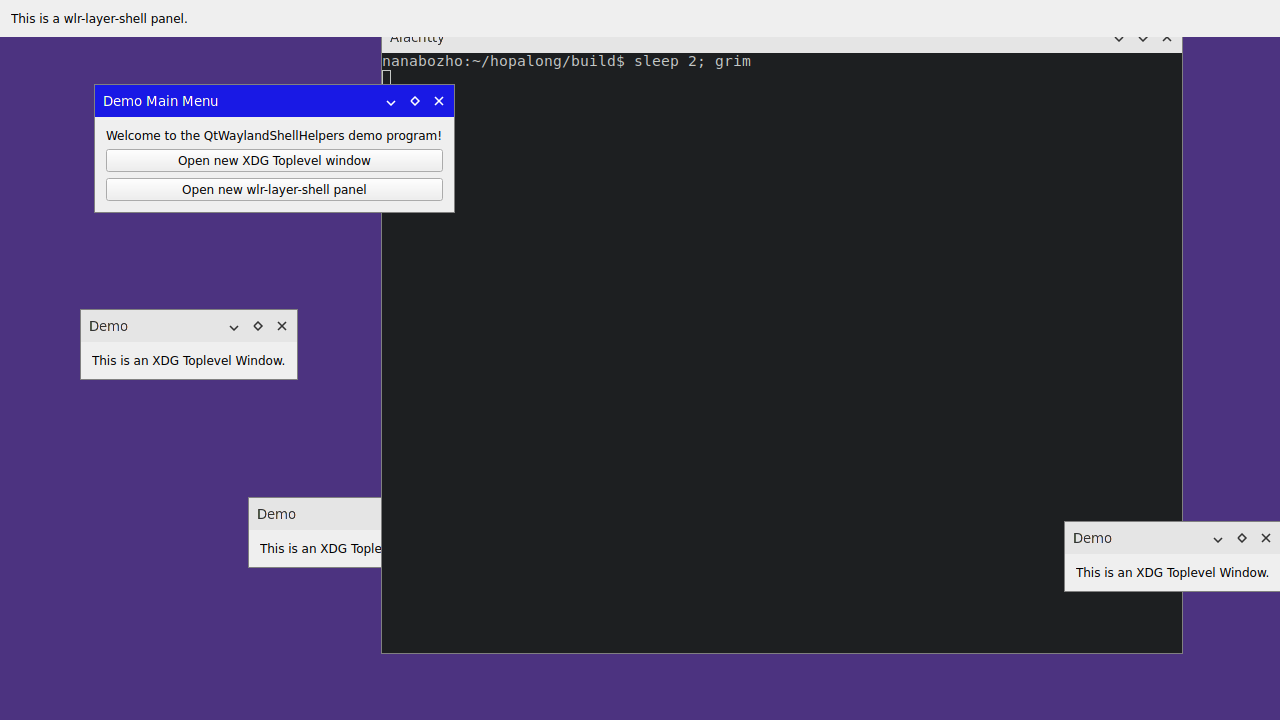 This is a wlr-layer-shell panel.
Alacritty
nanabozho:~/hopalong/build$ sleep 2; grim
Demo Main Menu
Welcome to the QtWaylandShellHelpers demo program!
Open new XDG Toplevel window
Open new wlr-layer-shell panel
Demo
This is an XDG Toplevel Window.
Demo
This is an XDG Tople
Demo
This is an XDG Toplevel Window.